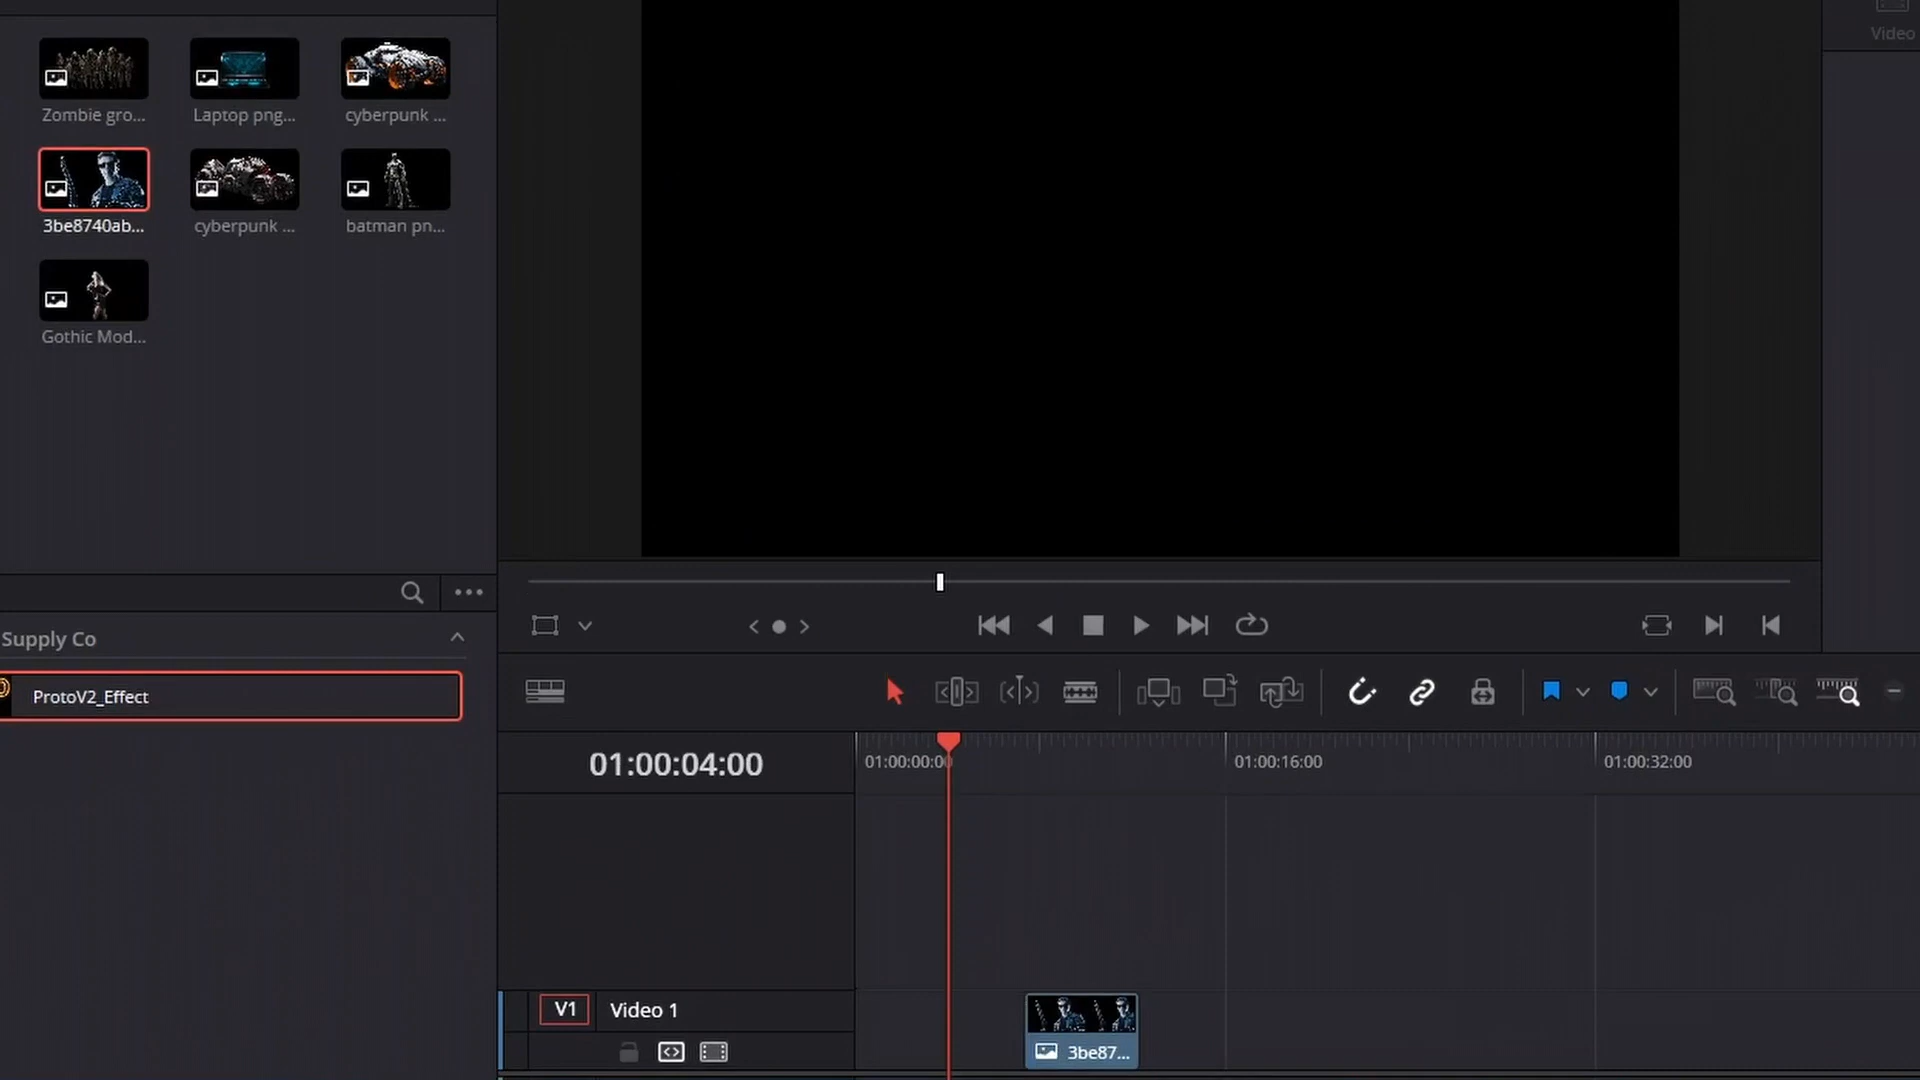 Video
Zombie gro...
Laptop png...
cyberpunk ...
3be8740ab...
cyberpunk ...
batman pn...
Gothic Mod...
Supply Co
ProtoV2_Effect
01:00:04:00
01:00:00:00
01:00:16:00
01:00:32:00
V1
Video 1
3be87...